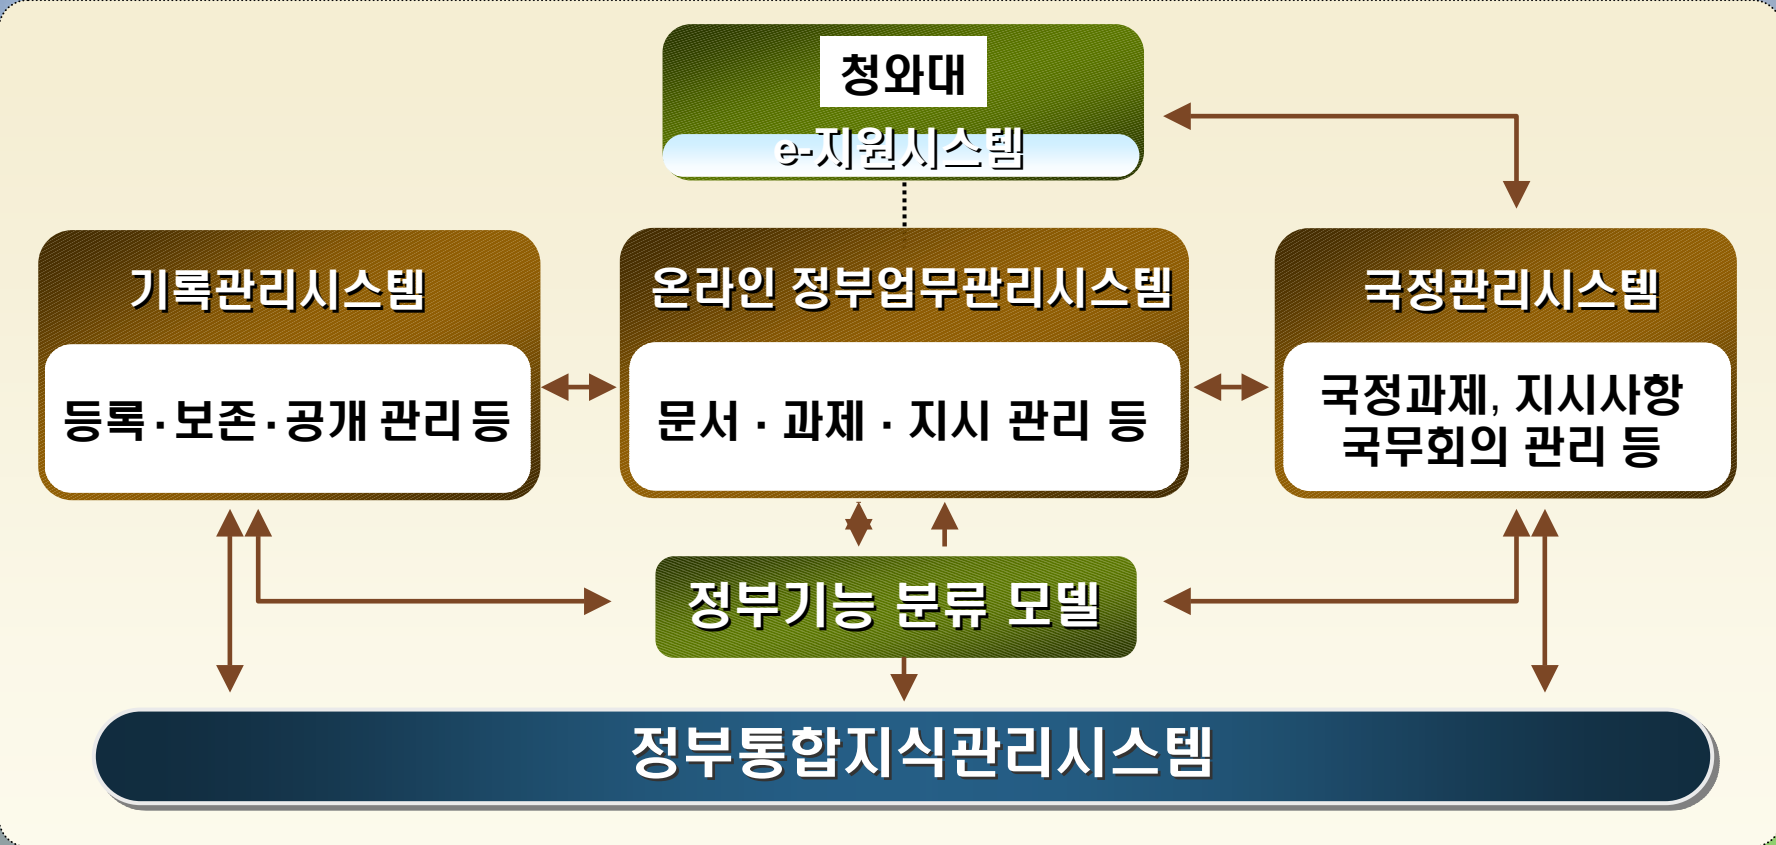 청와대
e-지원시스템
기록관리시스템
등록·보존·공개 관리 등
온라인 정부업무관리시스템
문서 · 과제 · 지시 관리 등
국정관리시스템
국정과제, 지시사항
국무회의 관리 등
정부기능 분류 모델
정부통합지식관리시스템